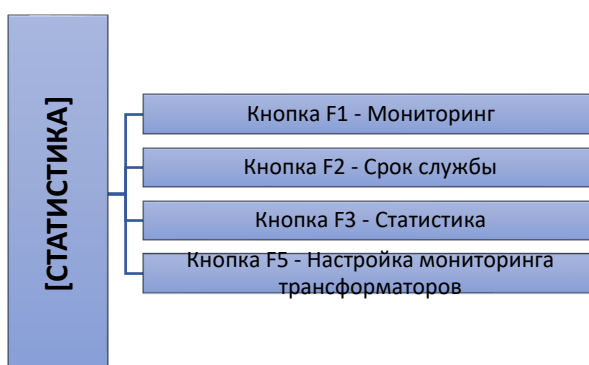 [СТАТИСТИКА]
Кнопка F1 - Мониторинг
Кнопка F2 - Срок службы
Кнопка F3 - Статистика
Кнопка F5 - Настройка мониторинга
трансформаторов